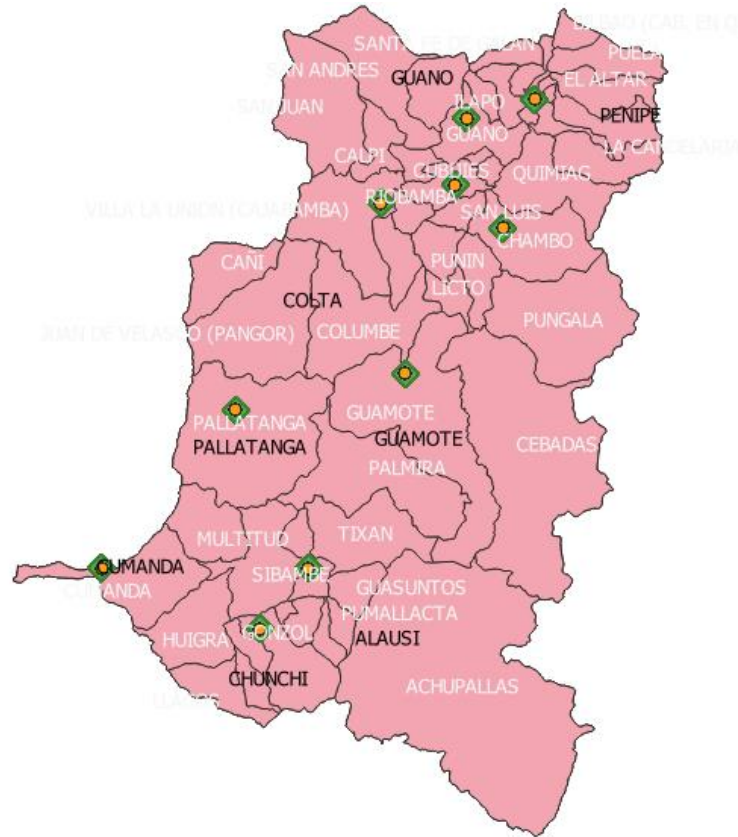 BILBAO (CAB. EN Q
SANTA FE DE GALAN
PUELA
SAN ANDRES
GUANO
EL ALTAR
SAN JUAN
ILAPO
PENIPE
GUANO
LA CANDELARIA
CALPI
CUBIJIES
QUIMIAG
RIOBAMBA
VILLA LA UNION (CAJABAMBA)
SAN LUIS
CHAMBO
CAÑI
PUNIN
LICTO
COLTA
PUNGALA
JUAN DE VELASCO (PANGOR)
COLUMBE
GUAMOTE
PALLATANGA
GUAMOTE
PALLATANGA
CEBADAS
PALMIRA
MULTITUD
TIXAN
CUMANDA
SIBAMBE
CUMANDA
GUASUNTOS
PUMALLACTA
GONZOL
HUIGRA
ALAUSI
CHUNCHI
ACHUPALLAS
LLAGOS